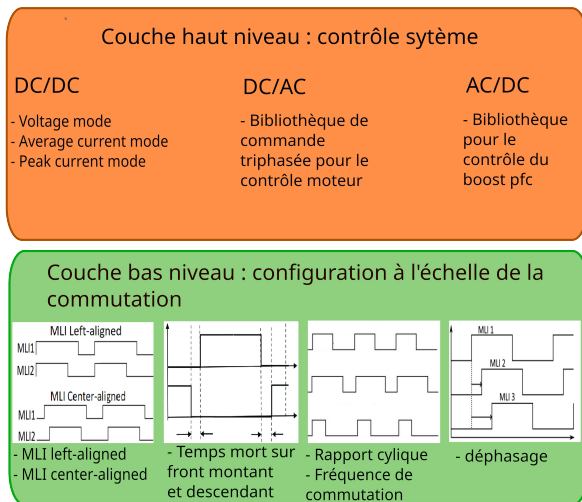 Couche haut niveau : contrôle sytème
DC/DC
- Voltage mode
- Average current mode
- Peak current mode
DC/AC
- Bibliothèque de
commande
triphasée pour le
contrôle moteur
AC/DC
- Bibliothèque
pour le
contrôle du
boost pfc
Couche bas niveau : configuration à l'échelle de la
commutation
MLI Left-aligned
MLI1
MLI2
MLI Center-aligned
MLI1
MLI2
- MLI left-aligned
- MLI center-aligned
- Temps mort sur
front montant
et descendant
- Rapport cylique
- Fréquence de
commutation
MLI 1
MLI 2
MLI 3
- déphasage